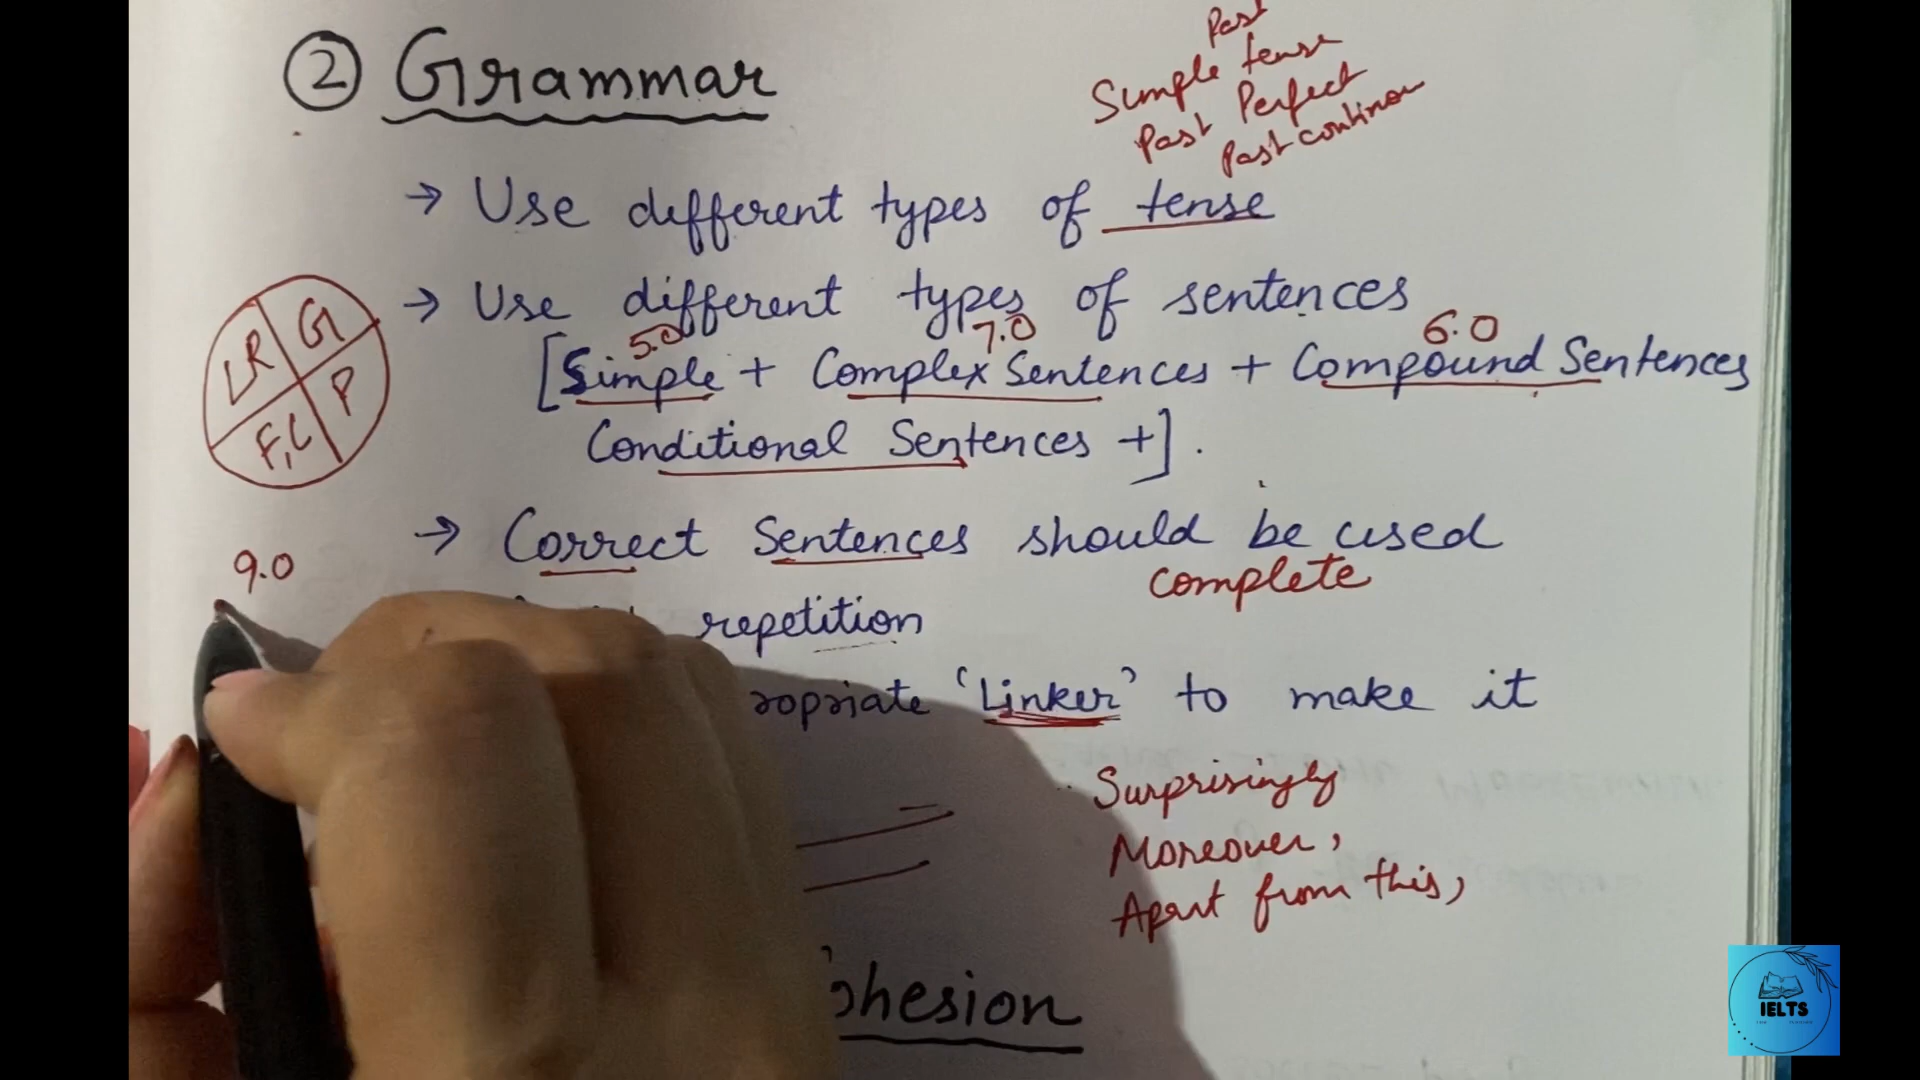 ② Grammar
Past
Simple tense
Past Perfect
Past continou
→ Use different types of tense
→ Use different types of sentences
5.0 7.0 6.0
[Simple + Complex Sentences + Compound Sentences
Conditional Sentences +].
LR G
F,C P
→ Correct Sentences should be used
complete
9.0
repetition
ropriate 'Linker' to make it
Surprisingly
Moreover,
Apart from this,
ohesion
IELTS